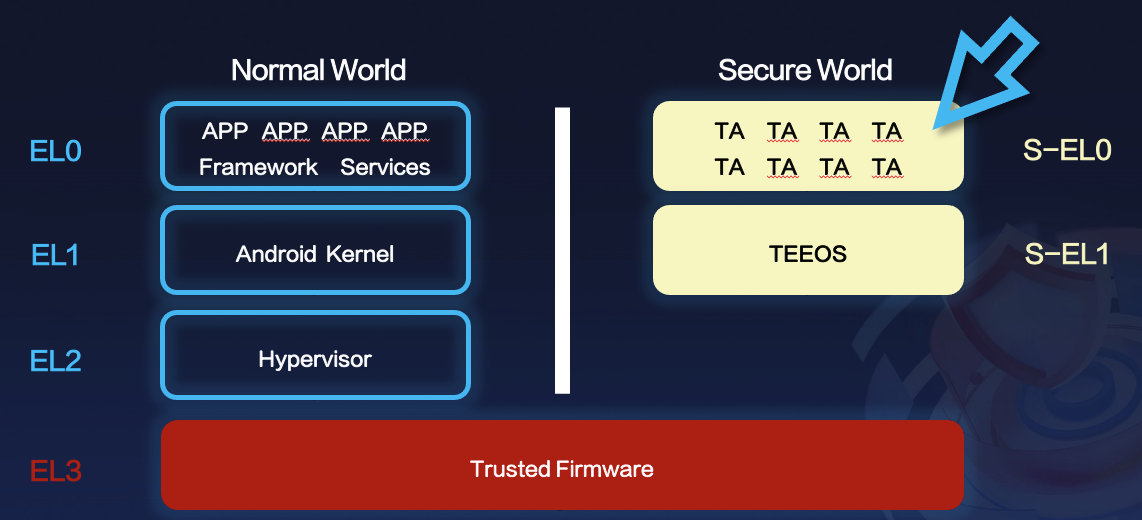 Normal World
Secure World
EL0
APP APP APP APP
Framework Services
TA TA TA TA
TA TA TA TA
S-EL0
EL1
Android Kernel
TEEOS
S-EL1
EL2
Hypervisor
EL3
Trusted Firmware